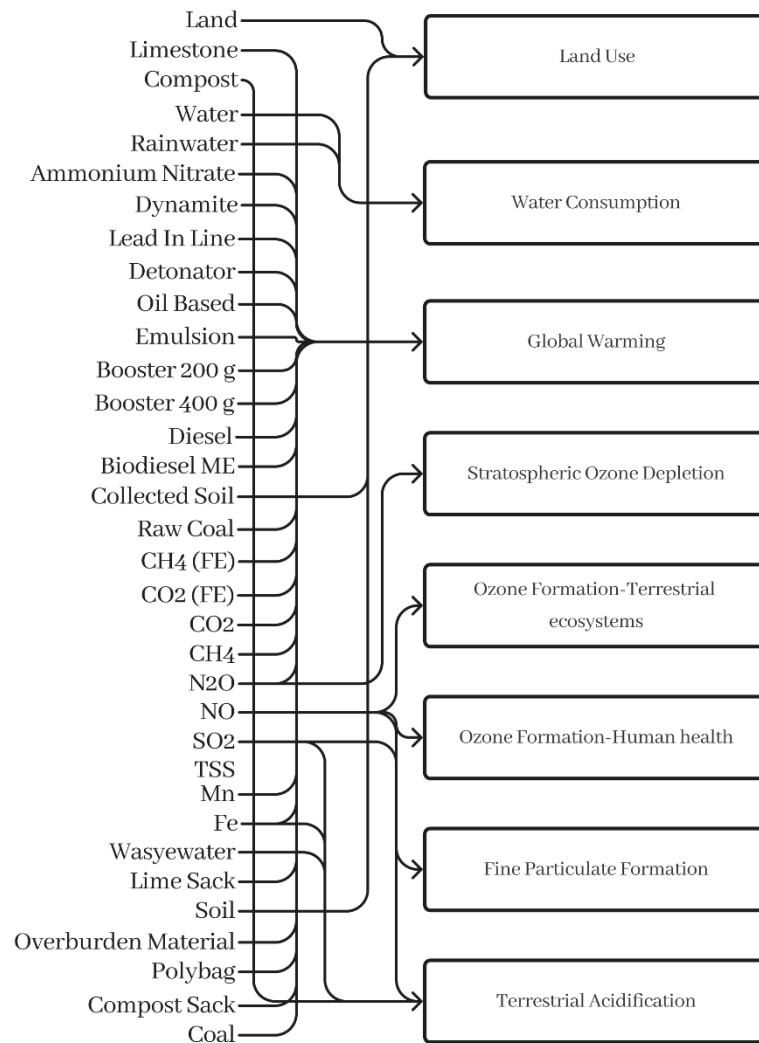 Land
Limestone
Compost
Water
Rainwater
Ammonium Nitrate
Dynamite
Lead In Line
Detonator
Oil Based
Emulsion
Booster 200 g
Booster 400 g
Diesel
Biodiesel ME
Collected Soil
Raw Coal
CH4 (FE)
CO2 (FE)
CO2
CH4
N2O
NO
SO2
TSS
Mn
Fe
Wasyewater
Lime Sack
Soil
Overburden Material
Polybag
Compost Sack
Coal
Land Use
Water Consumption
Global Warming
Stratospheric Ozone Depletion
Ozone Formation-Terrestrial
ecosystems
Ozone Formation-Human health
Fine Particulate Formation
Terrestrial Acidification